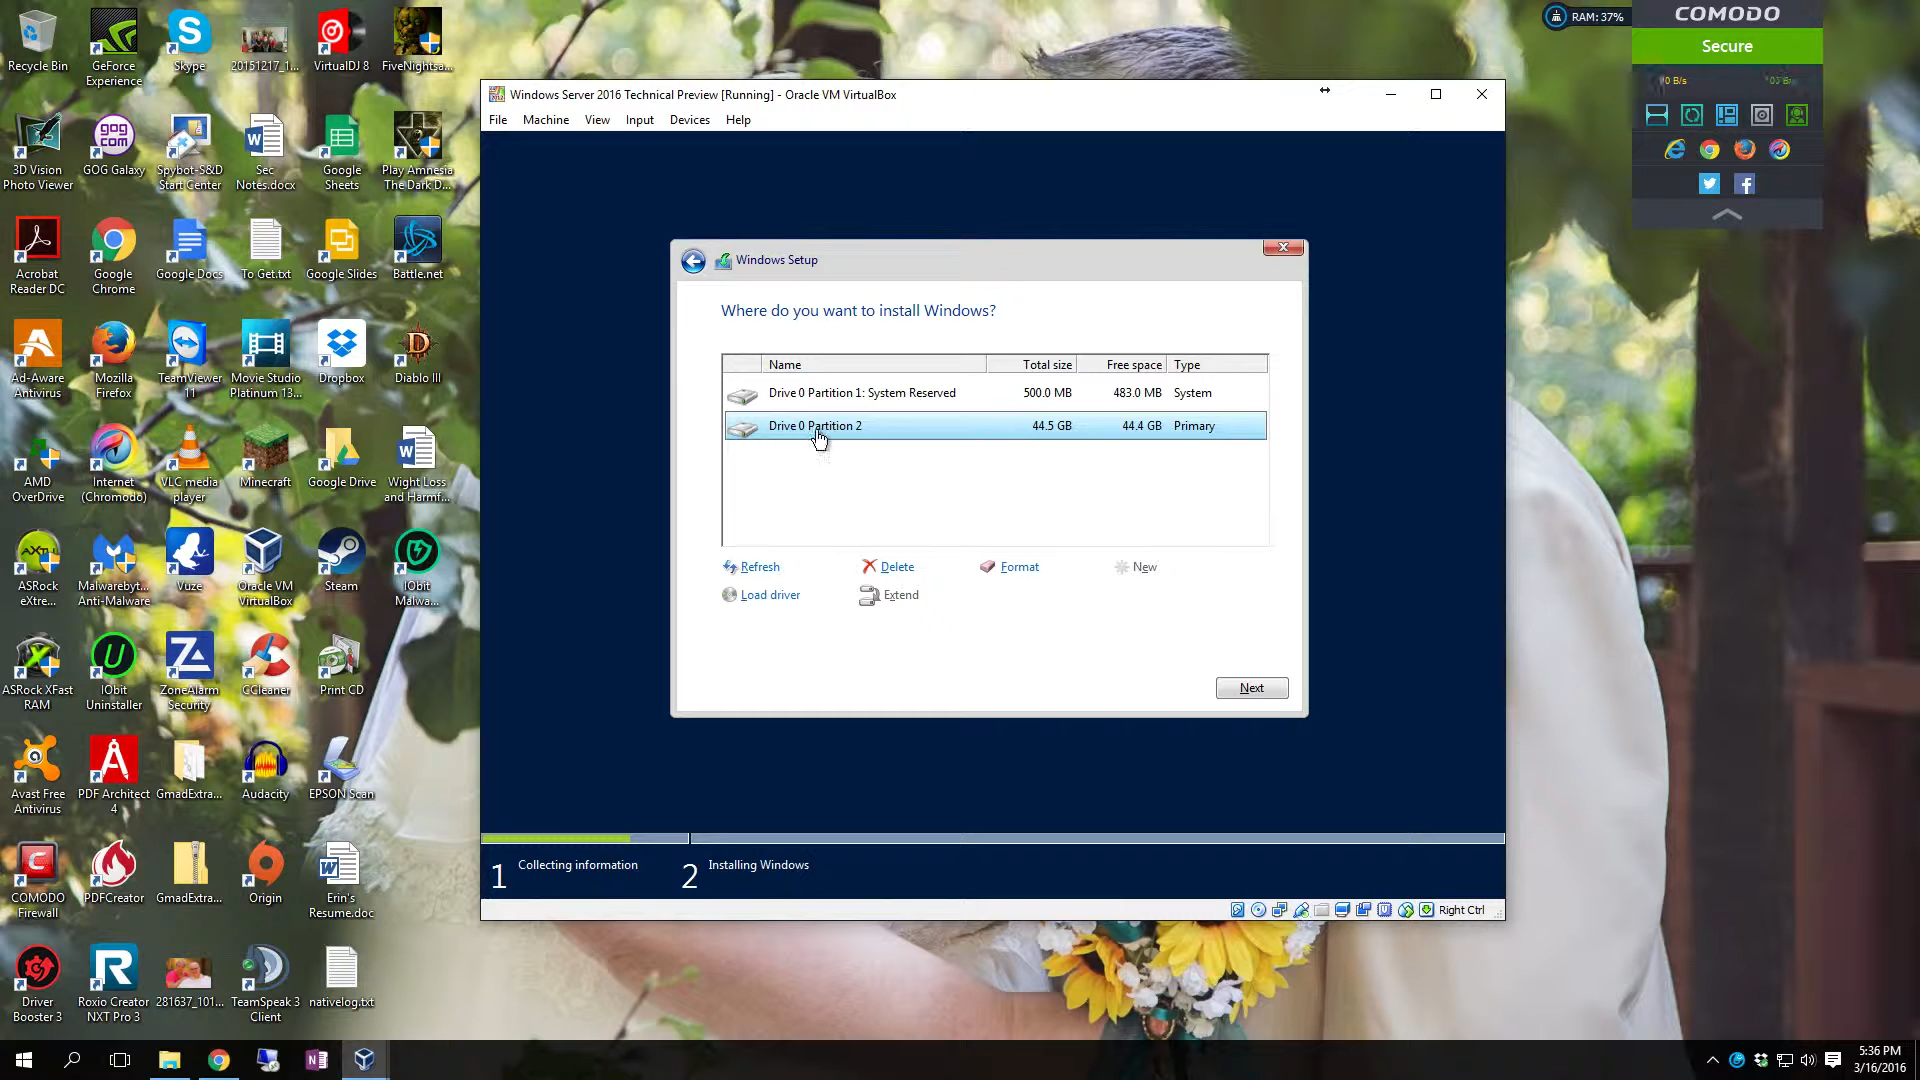 Recycle Bin
GeForce
Experience
Skype
20151217_1...
VirtualDJ 8
FiveNightsa...
3D Vision
Photo Viewer
GOG Galaxy
Spybot-S&D
Start Center
Sec
Notes.docx
Google
Sheets
Play Amnesia
The Dark D...
Acrobat
Reader DC
Google
Chrome
Google Docs
To Get.txt
Google Slides
Battle.net
Ad-Aware
Antivirus
Mozilla
Firefox
TeamViewer
11
Movie Studio
Platinum 13...
Dropbox
Diablo III
AMD
OverDrive
Internet
(Chromodo)
VLC media
player
Minecraft
Google Drive
Wight Loss
and Harmf...
ASRock
eXtre...
Malwarebyt...
Anti-Malware
Vuze
Oracle VM
VirtualBox
Steam
IObit
Malwa...
ASRock XFast
RAM
IObit
Uninstaller
ZoneAlarm
Security
CCleaner
Print CD
Avast Free
Antivirus
PDF Architect
4
GmadExtra...
Audacity
EPSON Scan
COMODO
Firewall
PDFCreator
GmadExtra...
Origin
Erin's
Resume.doc
Driver
Booster 3
Roxio Creator
NXT Pro 3
281637_101...
TeamSpeak 3
Client
nativelog.txt
Windows Server 2016 Technical Preview [Running] - Oracle VM VirtualBox
File Machine View Input Devices Help
Windows Setup
Where do you want to install Windows?
Name Total size Free space Type
Drive 0 Partition 1: System Reserved 500.0 MB 483.0 MB System
Drive 0 Partition 2 44.5 GB 44.4 GB Primary
Refresh Delete Format New
Load driver Extend
Next
1 Collecting information 2 Installing Windows
Right Ctrl
RAM: 37%
COMODO
Secure
0 B/s
5:36 PM
3/16/2016